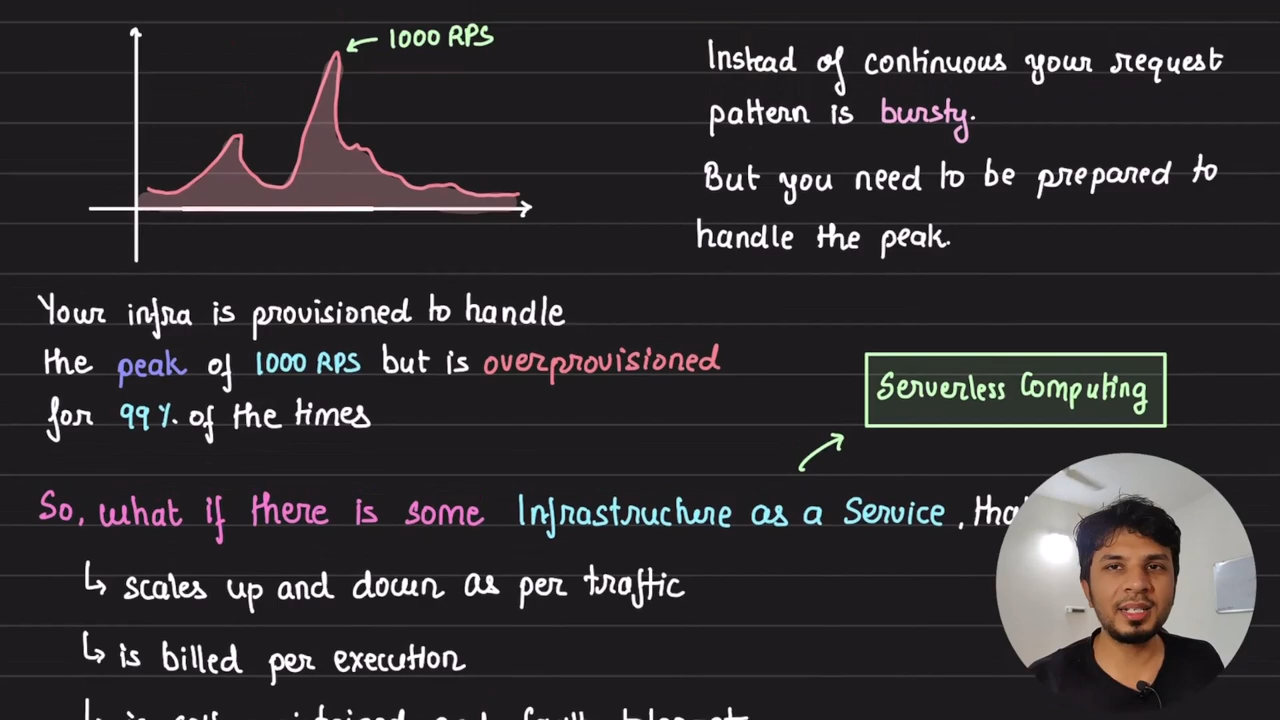 1000 RPS
Instead of continuous your request
pattern is bursty.
But you need to be prepared to
handle the peak.
Your infra is provisioned to handle
the peak of 1000 RPS but is overprovisioned
for 99%. of the times
Serverless Computing
So, what if there is some Infrastructure as a Service, tha
↳ scales up and down as per traffic
↳ is billed per execution
↳ is and fault